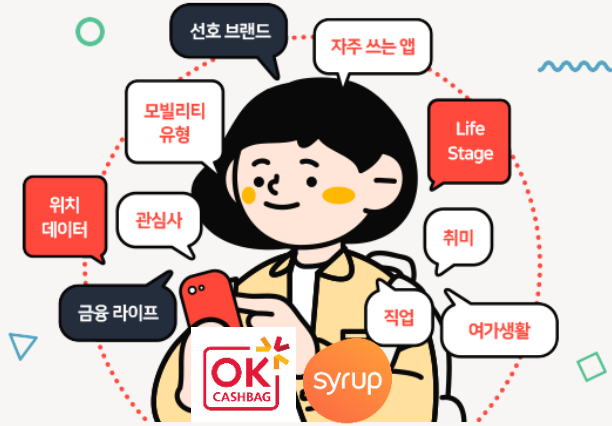 선호 브랜드
자주 쓰는 앱
모빌리티
유형
Life
Stage
위치
데이터
관심사
취미
금융 라이프
직업
여가생활
OK
CASHBAG
syrup